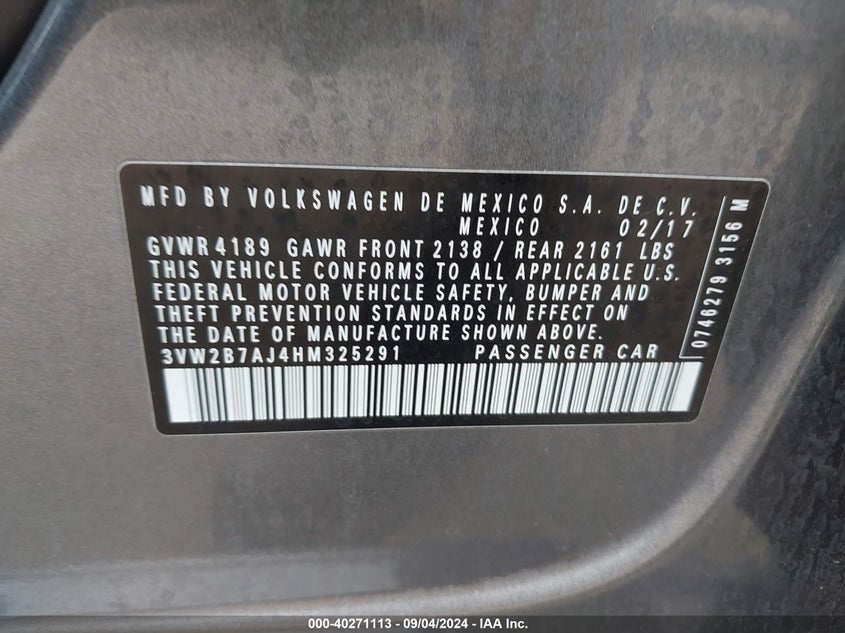 MFD BY VOLKSWAGEN DE MEXICO S.A. DE C.V.
MEXICO 02/17
GVWR 4189 GAWR FRONT 2138 / REAR 2161 LBS
THIS VEHICLE CONFORMS TO ALL APPLICABLE U.S.
FEDERAL MOTOR VEHICLE SAFETY, BUMPER AND
THEFT PREVENTION STANDARDS IN EFFECT ON
THE DATE OF MANUFACTURE SHOWN ABOVE.
3VW2B7AJ4HM325291 PASSENGER CAR
0746279 3156 M
000-40271113 - 09/04/2024 - IAA Inc.